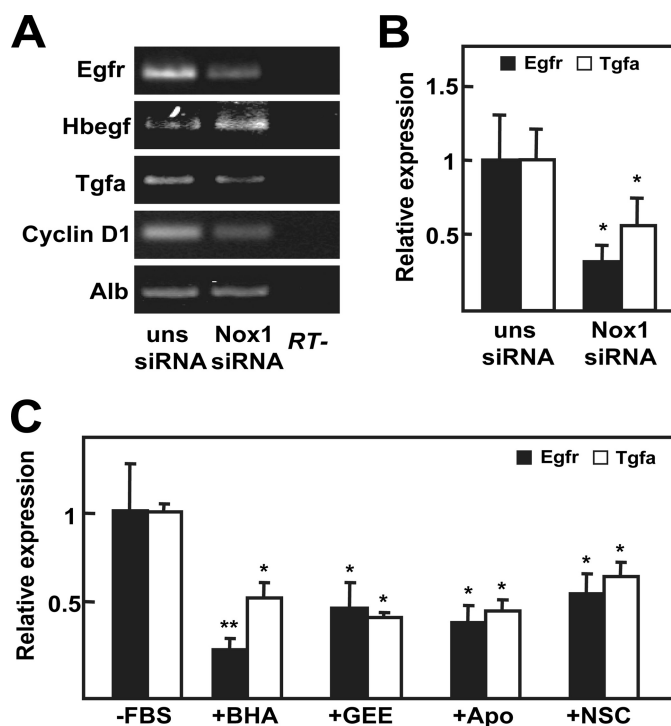 A
Egfr
Hbegf
Tgfa
Cyclin D1
Alb
uns siRNA
Nox1 siRNA
RT-
B
Egfr Tgfa
Relative expression
1.5
1
0.5
* *
uns siRNA
Nox1 siRNA
C
Egfr Tgfa
Relative expression
1
0.5
** * * * * * * *
-FBS +BHA +GEE +Apo +NSC